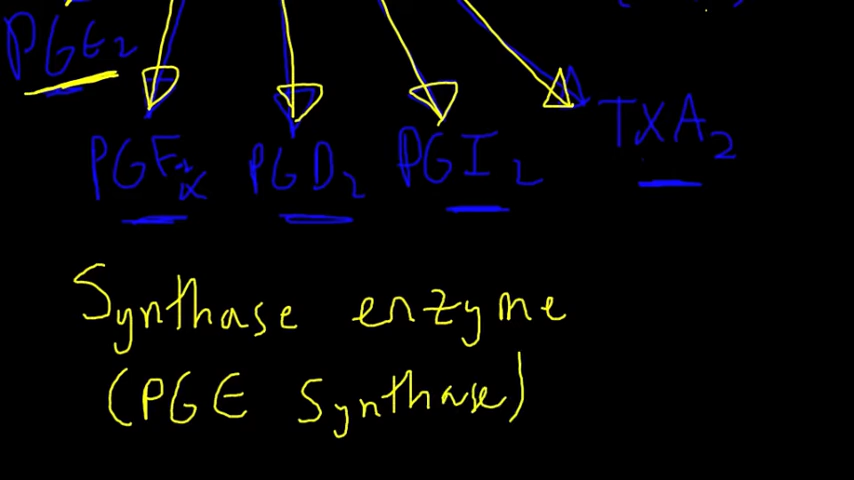 PGE2
TXA2
PGF2α PGD2 PGI2
Synthase enzyme
(PGE Synthase)